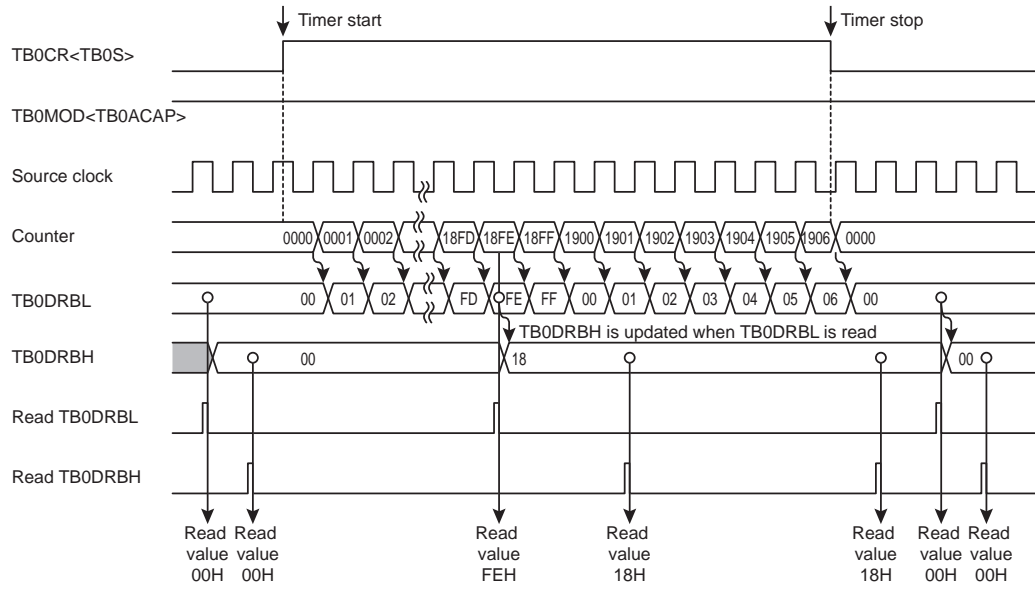 Timer start
Timer stop
TB0CR<TB0S>
TB0MOD<TB0ACAP>
Source clock
Counter
0000 0001 0002 18FD 18FE 18FF 1900 1901 1902 1903 1904 1905 1906 0000
TB0DRBL
00 01 02 FD FE FF 00 01 02 03 04 05 06 00
TB0DRBH is updated when TB0DRBL is read
TB0DRBH
00 18 00
Read TB0DRBL
Read TB0DRBH
Read Read Read Read Read Read Read
value value value value value value value
00H 00H FEH 18H 18H 00H 00H